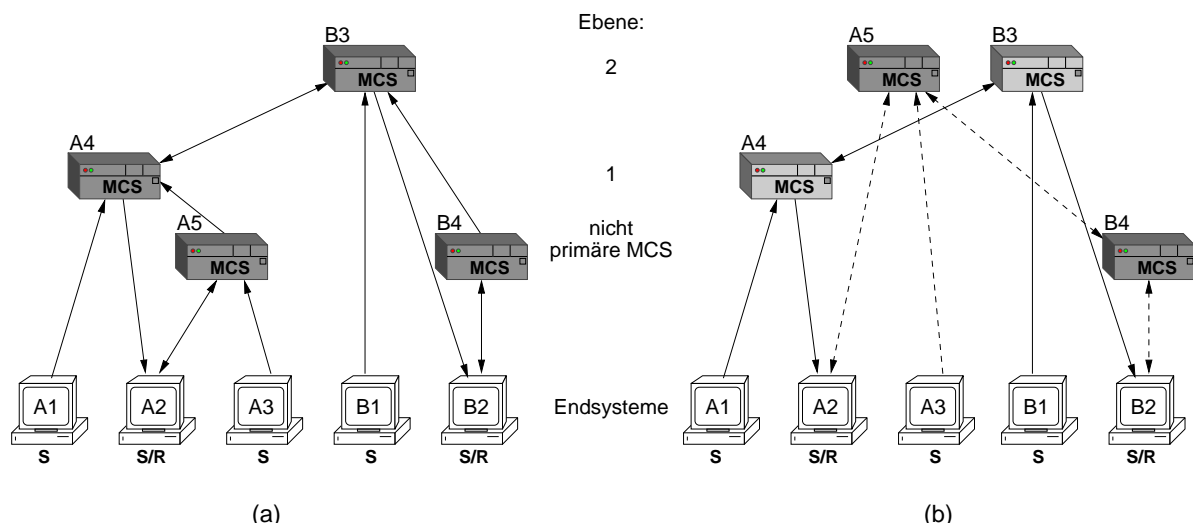 Ebene:
B3
MCS
2
A5
MCS
B3
MCS
A4
MCS
1
A4
MCS
A5
MCS
B4
MCS
nicht
primäre MCS
B4
MCS
A1
A2
A3
B1
B2
Endsysteme
A1
A2
A3
B1
B2
S
S/R
S
S
S/R
S
S/R
S
S
S/R
(a)
(b)